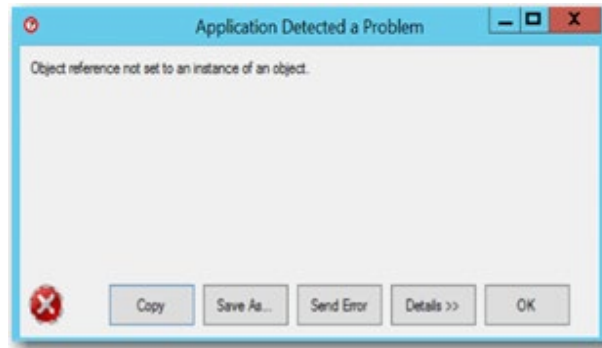 Application Detected a Problem
Object reference not set to an instance of an object.
Copy Save As... Send Error Details >> OK